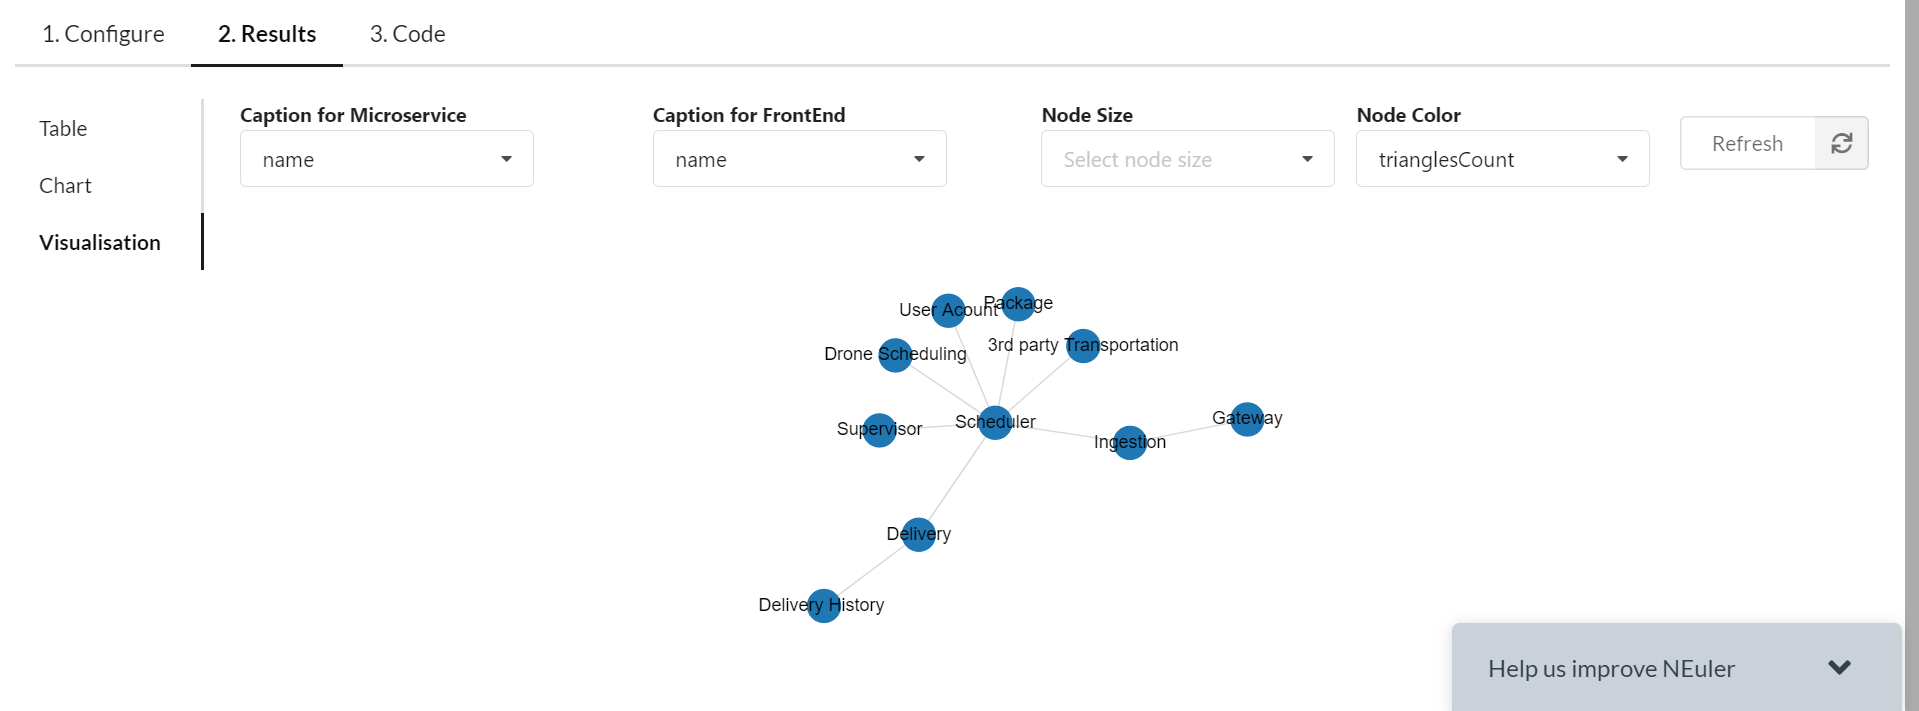 1. Configure
2. Results
3. Code
Table
Chart
Visualisation
Caption for Microservice
name
Caption for FrontEnd
name
Node Size
Select node size
Node Color
trianglesCount
Refresh
User Acount
Package
Drone Scheduling
3rd party Transportation
Supervisor
Scheduler
Ingestion
Gateway
Delivery
Delivery History
Help us improve NEuler